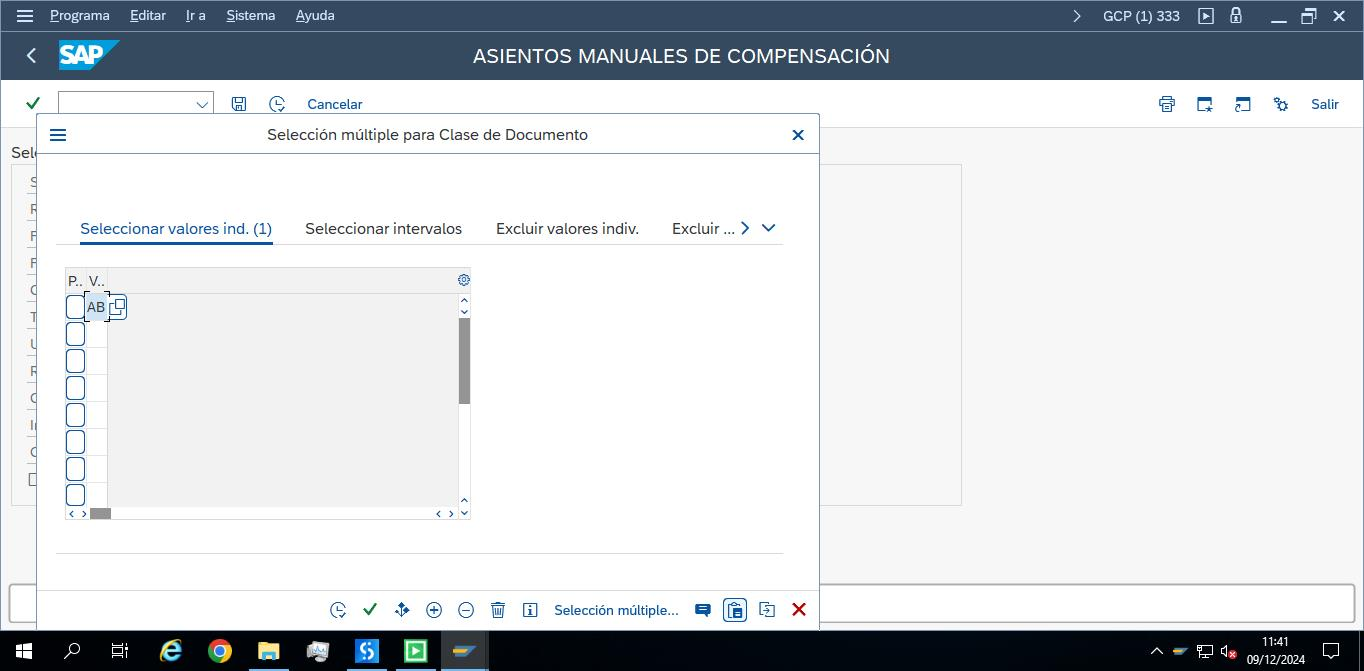 Programa Editar Ir a Sistema Ayuda GCP (1) 333
SAP ASIENTOS MANUALES DE COMPENSACIÓN
Cancelar Salir
Selección múltiple para Clase de Documento
Seleccionar valores ind. (1) Seleccionar intervalos Excluir valores indiv. Excluir ...
P.. V..
AB
Selección múltiple...
11:41
09/12/2024